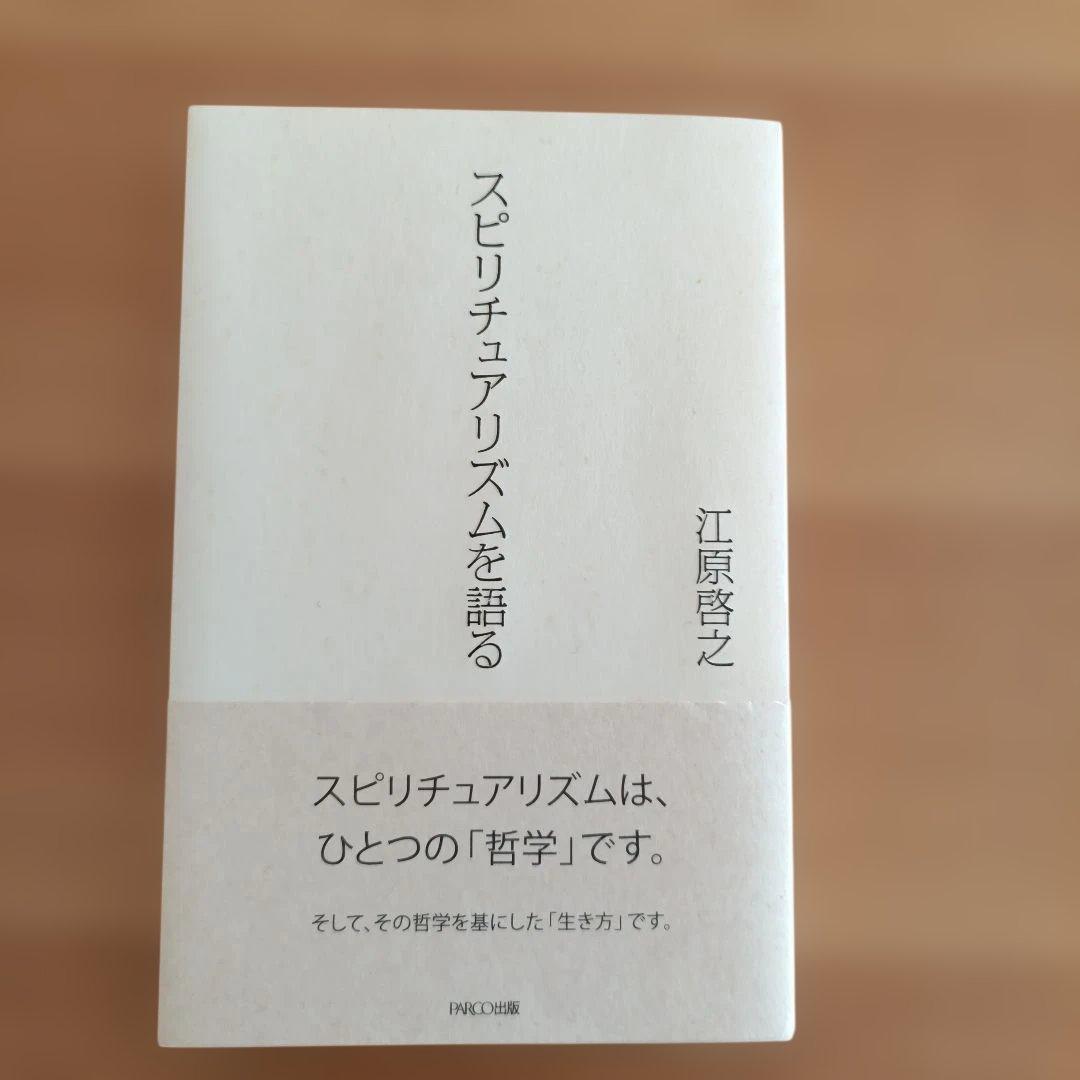 スピリチュアリズムを語る
江原啓之
スピリチュアリズムは、
ひとつの「哲学」です。
そして、その哲学を基にした「生き方」です。
PARCO出版